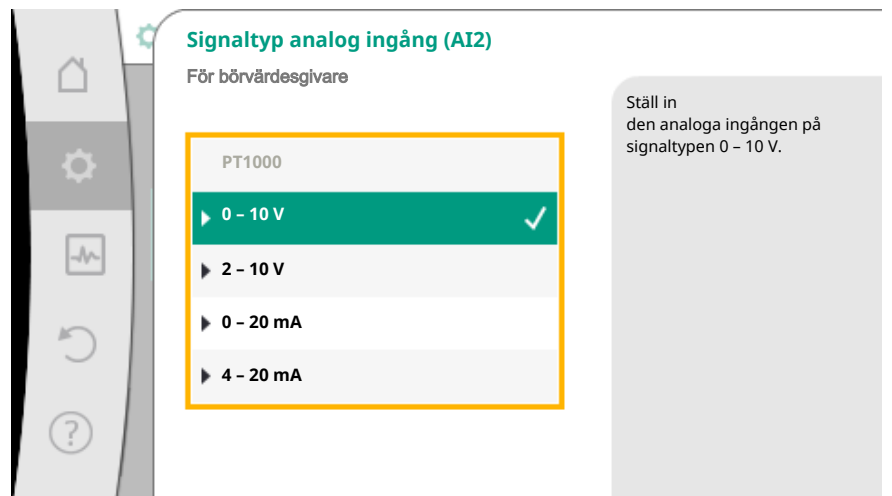 Signaltyp analog ingång (AI2)
För börvärdesgivare
PT1000
0 – 10 V
2 – 10 V
0 – 20 mA
4 – 20 mA
Ställ in
den analoga ingången på
signaltypen 0 – 10 V.
?